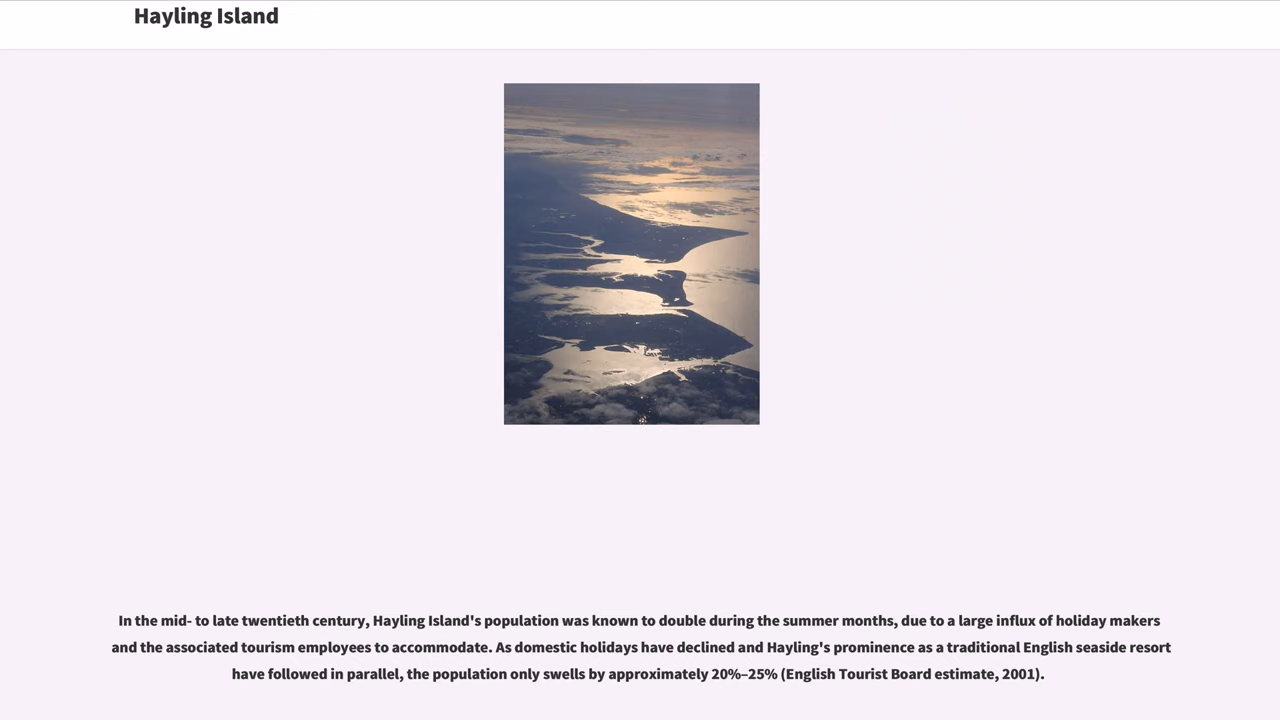 Hayling Island
In the mid- to late twentieth century, Hayling Island's population was known to double during the summer months, due to a large influx of holiday makers
and the associated tourism employees to accommodate. As domestic holidays have declined and Hayling's prominence as a traditional English seaside resort
have followed in parallel, the population only swells by approximately 20%–25% (English Tourist Board estimate, 2001).